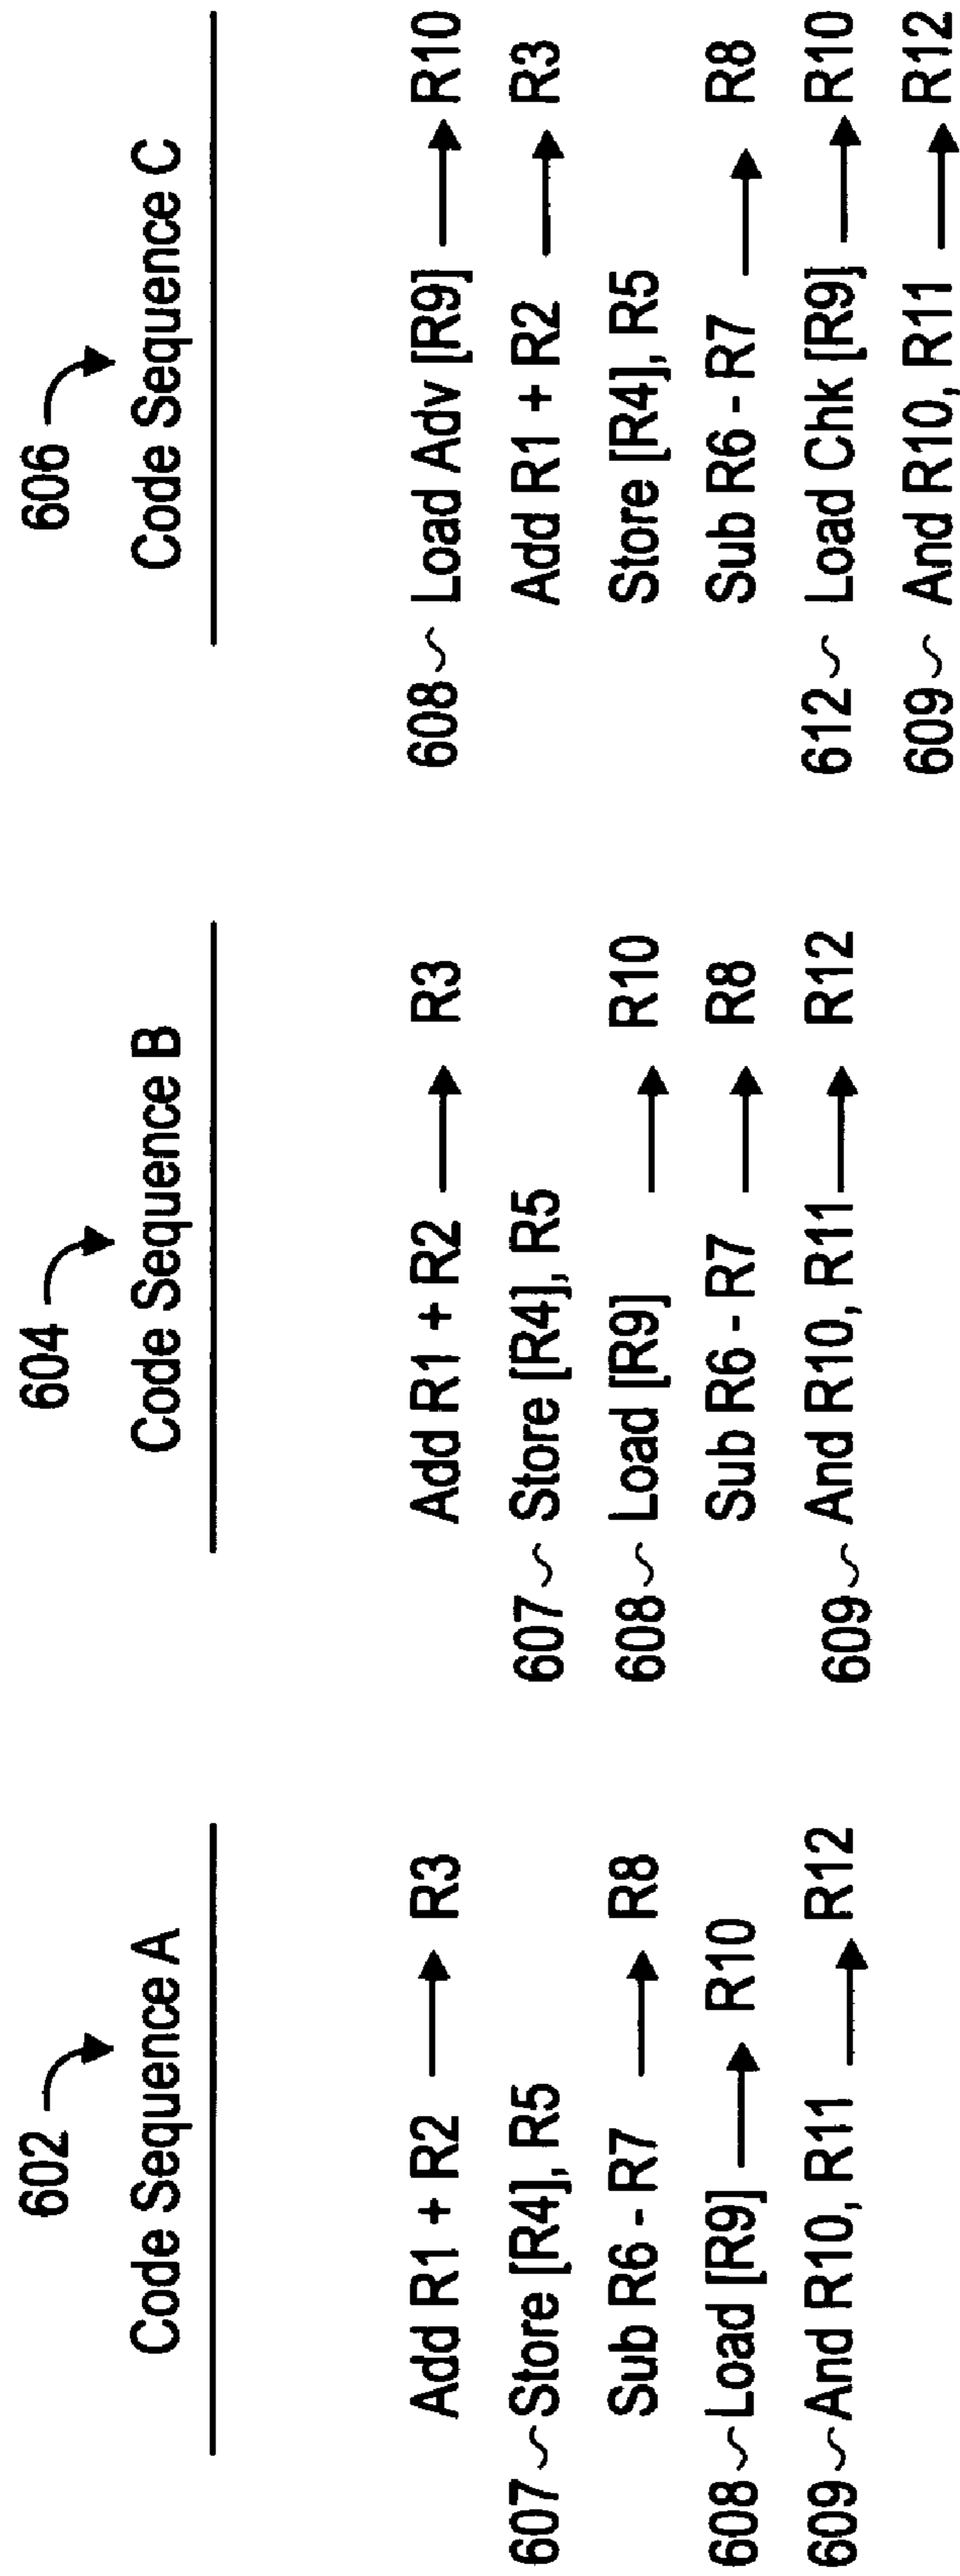 602
Code Sequence A
Add R1 + R2 → R3
607~Store [R4], R5
Sub R6 - R7 → R8
608~Load [R9] → R10
609~And R10, R11 → R12
604
Code Sequence B
Add R1 + R2 → R3
607~Store [R4], R5
608~Load [R9] → R10
Sub R6 - R7 → R8
609~And R10, R11 → R12
606
Code Sequence C
608~Load Adv [R9] → R10
Add R1 + R2 → R3
Store [R4], R5
Sub R6 - R7 → R8
612~Load Chk [R9] → R10
609~And R10, R11 → R12